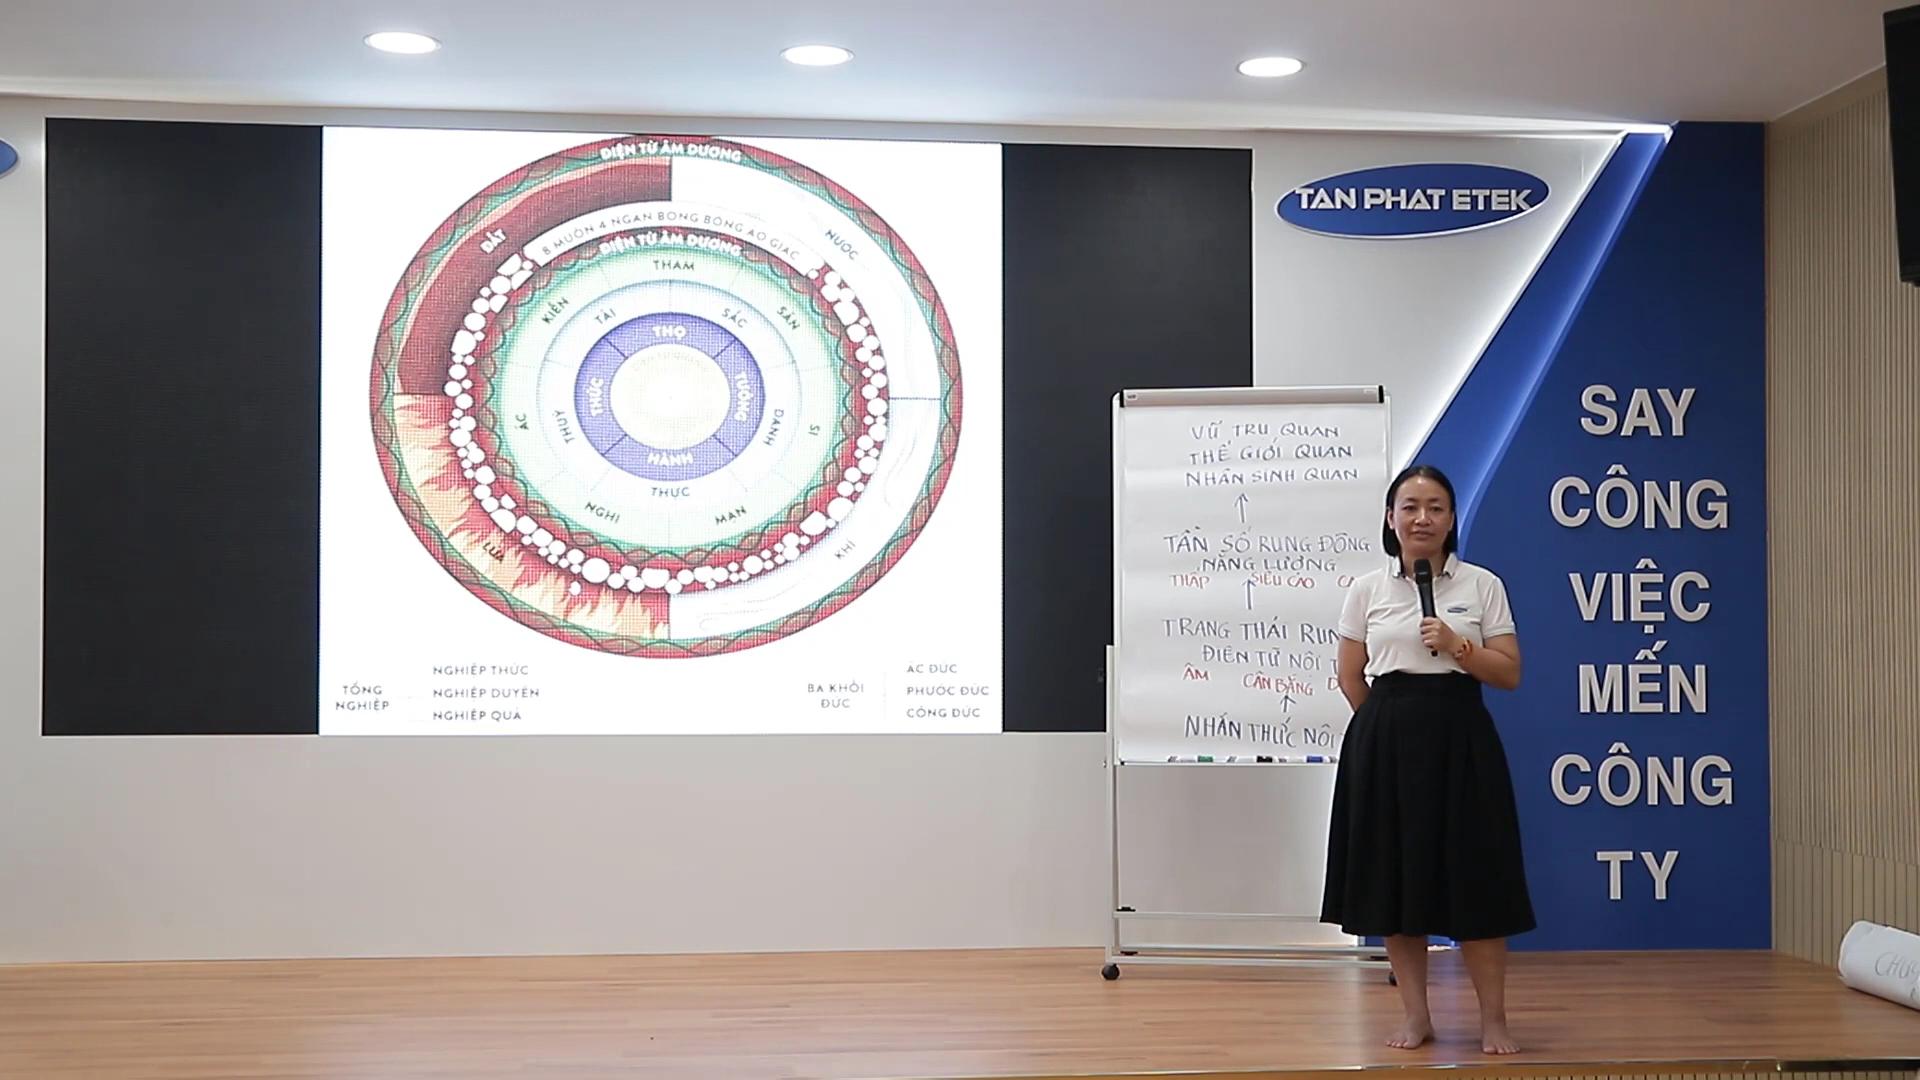 ĐIỆN TỪ ÂM DƯƠNG
ĐẤT
NƯỚC
8 MUÔN 4 NGÀN BONG BÓNG ẢO GIÁC
ĐIỆN TỪ ÂM DƯƠNG
THAM
KIẾN
SÂN
TÀI
SẮC
THỌ
THỨC
TƯỞNG
HÀNH
ÁC
THUỲ
DANH
SI
THỰC
NGHI
MẠN
LỬA
KHÍ
TỔNG
NGHIỆP
NGHIỆP THỨC
NGHIỆP DUYÊN
NGHIỆP QUẢ
BA KHỐI
ĐỨC
ÁC ĐỨC
PHƯỚC ĐỨC
CÔNG ĐỨC
VŨ TRỤ QUAN
THẾ GIỚI QUAN
NHÂN SINH QUAN
TẦN SỐ RUNG ĐỘNG
NĂNG LƯỢNG
THẤP SIÊU CAO
TRẠNG THÁI
ĐIỆN TỪ NỘI
ÂM CÂN BẰNG
NHẬN THỨC NỘI
TAN PHAT ETEK
SAY
CÔNG
VIỆC
MẾN
CÔNG
TY